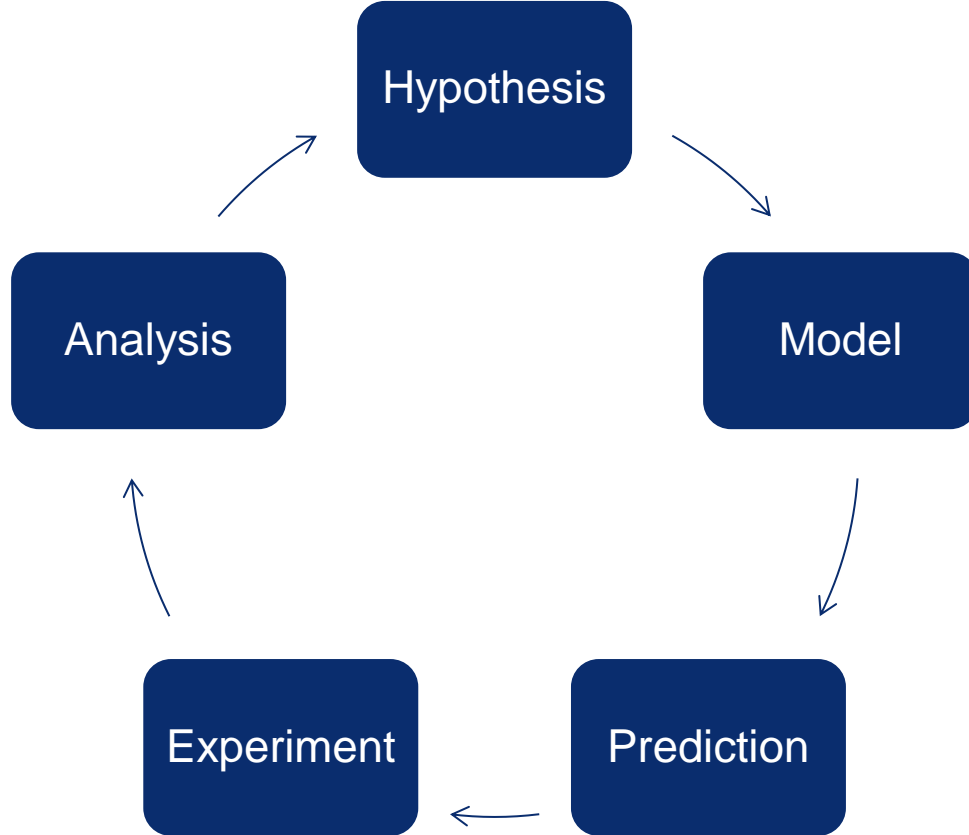 Hypothesis
Model
Prediction
Experiment
Analysis